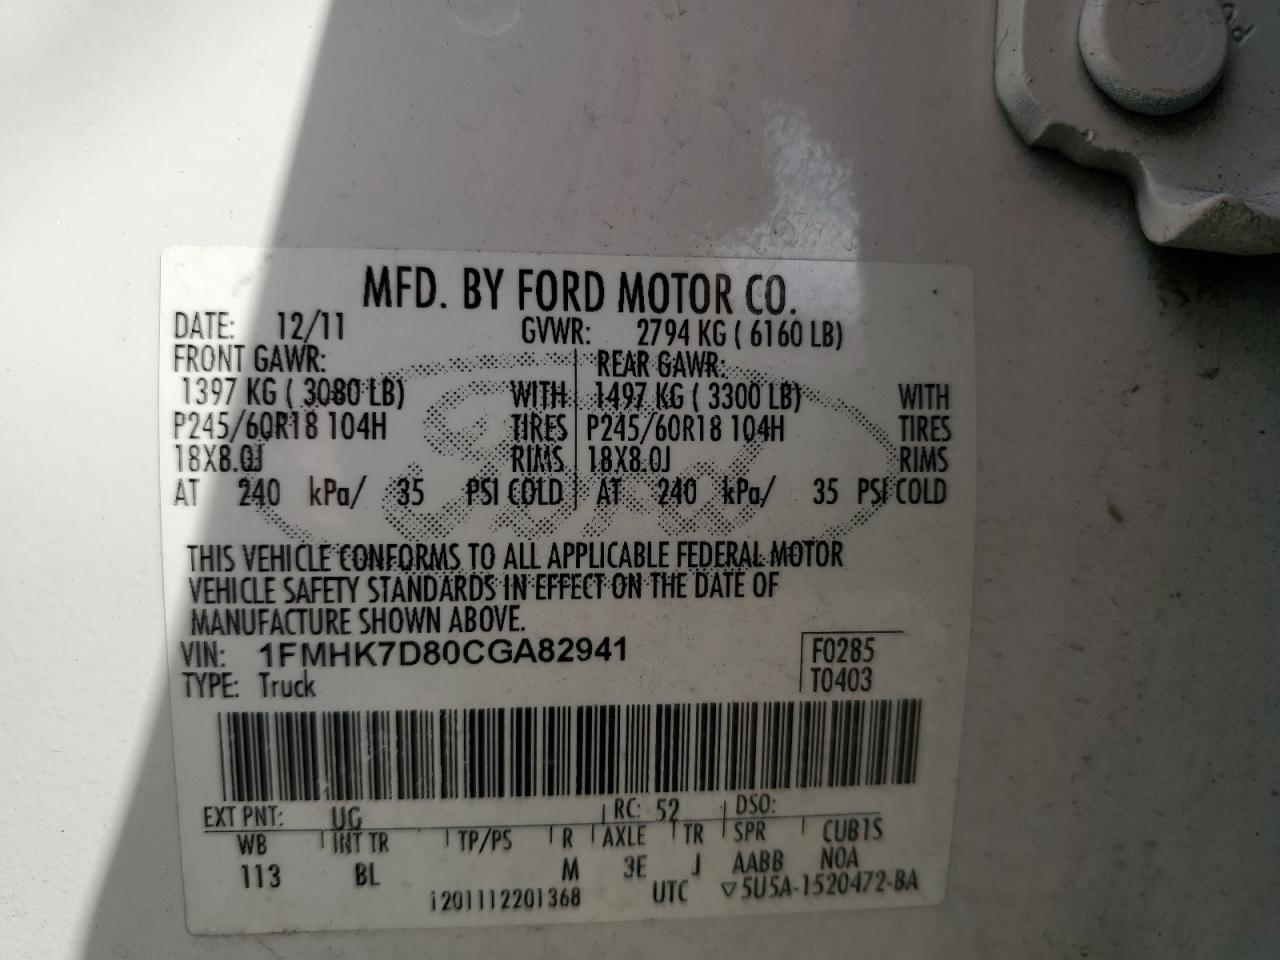 MFD. BY FORD MOTOR CO.
DATE: 12/11 GVWR: 2794 KG ( 6160 LB)
FRONT GAWR: REAR GAWR:
1397 KG ( 3080 LB) WITH 1497 KG ( 3300 LB) WITH
P245/60R18 104H TIRES P245/60R18 104H TIRES
18X8.0J RIMS 18X8.0J RIMS
AT 240 kPa/ 35 PSI COLD AT 240 kPa/ 35 PSI COLD
THIS VEHICLE CONFORMS TO ALL APPLICABLE FEDERAL MOTOR
VEHICLE SAFETY STANDARDS IN EFFECT ON THE DATE OF
MANUFACTURE SHOWN ABOVE.
VIN: 1FMHK7D80CGA82941 F0285
TYPE: Truck T0403
EXT PNT: UG RC: 52 DSO:
WB INT TR TP/PS R AXLE TR SPR CUB1S
113 BL M 3E J AABB N0A
i201112201368 UTC ▽5U5A-1520472-BA
Ford